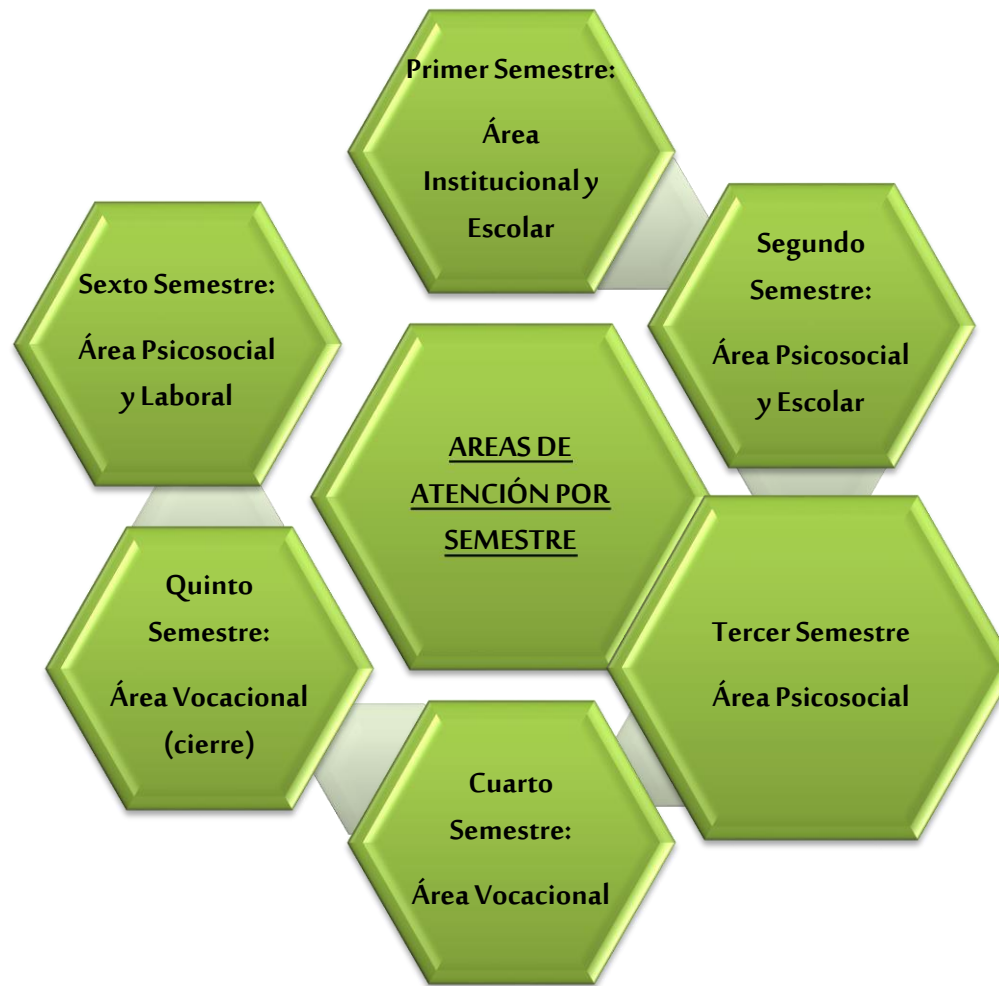 Primer Semestre:
Área
Institucional y
Escolar
Segundo
Semestre:
Área Psicosocial
y Escolar
Tercer Semestre
Área Psicosocial
Cuarto
Semestre:
Área Vocacional
Quinto
Semestre:
Área Vocacional
(cierre)
Sexto Semestre:
Área Psicosocial
y Laboral
AREAS DE
ATENCIÓN POR
SEMESTRE